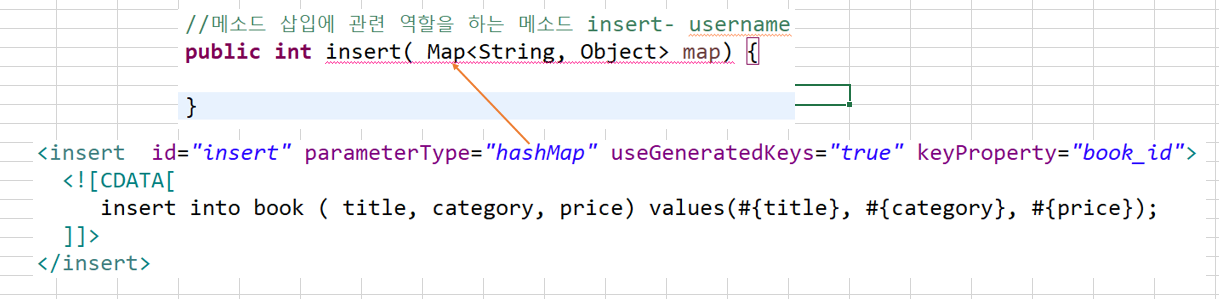 //메소드 삽입에 관련 역할을 하는 메소드 insert- username
public int insert( Map<String, Object> map) {
}
<insert  id="insert" parameterType="hashMap" useGeneratedKeys="true" keyProperty="book_id">
<![CDATA[
insert into book ( title, category, price) values(#{title}, #{category}, #{price});
]]>
</insert>